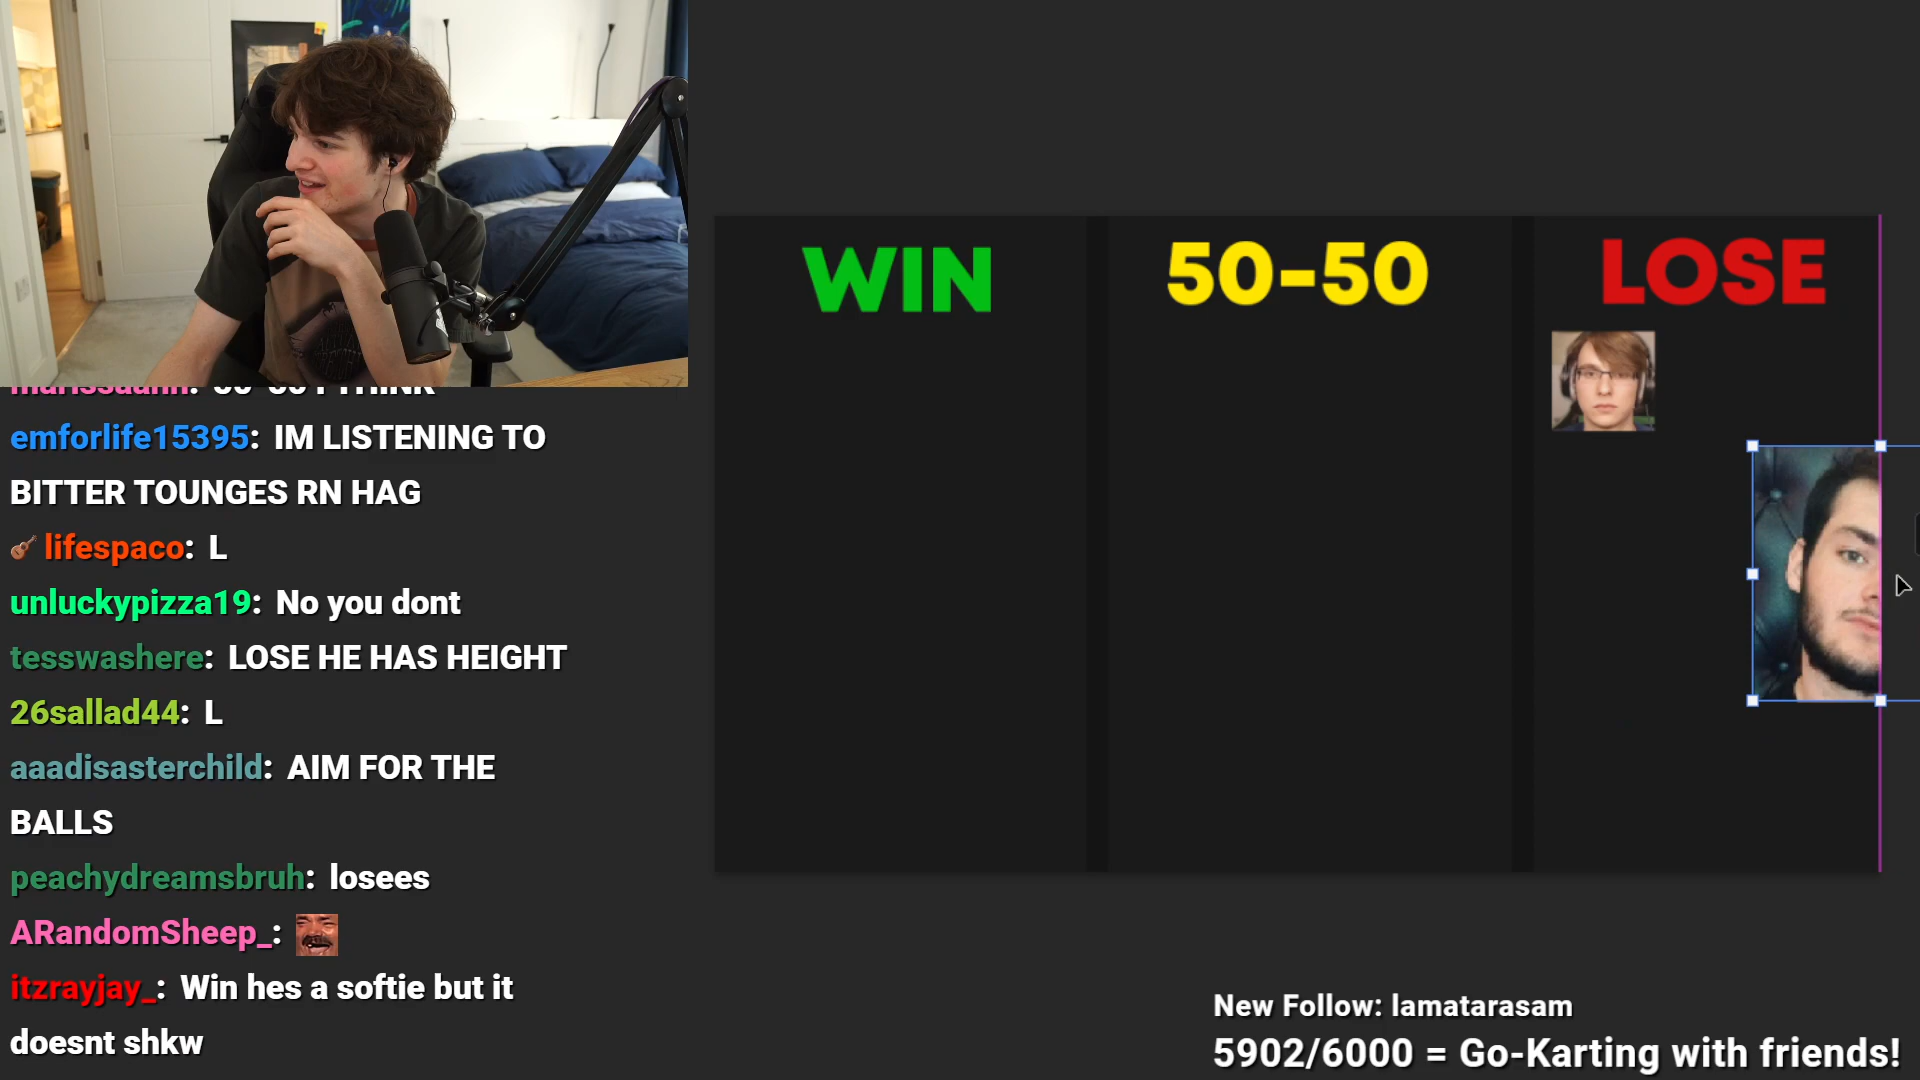 WIN
50-50
LOSE
emforlife15395: IM LISTENING TO
BITTER TOUNGES RN HAG
lifespaco: L
unluckypizza19: No you dont
tesswashere: LOSE HE HAS HEIGHT
26sallad44: L
aaadisasterchild: AIM FOR THE
BALLS
peachydreamsbruh: losees
ARandomSheep_:
itzrayjay_: Win hes a softie but it
doesnt shkw
New Follow: lamatarasam
5902/6000 = Go-Karting with friends!